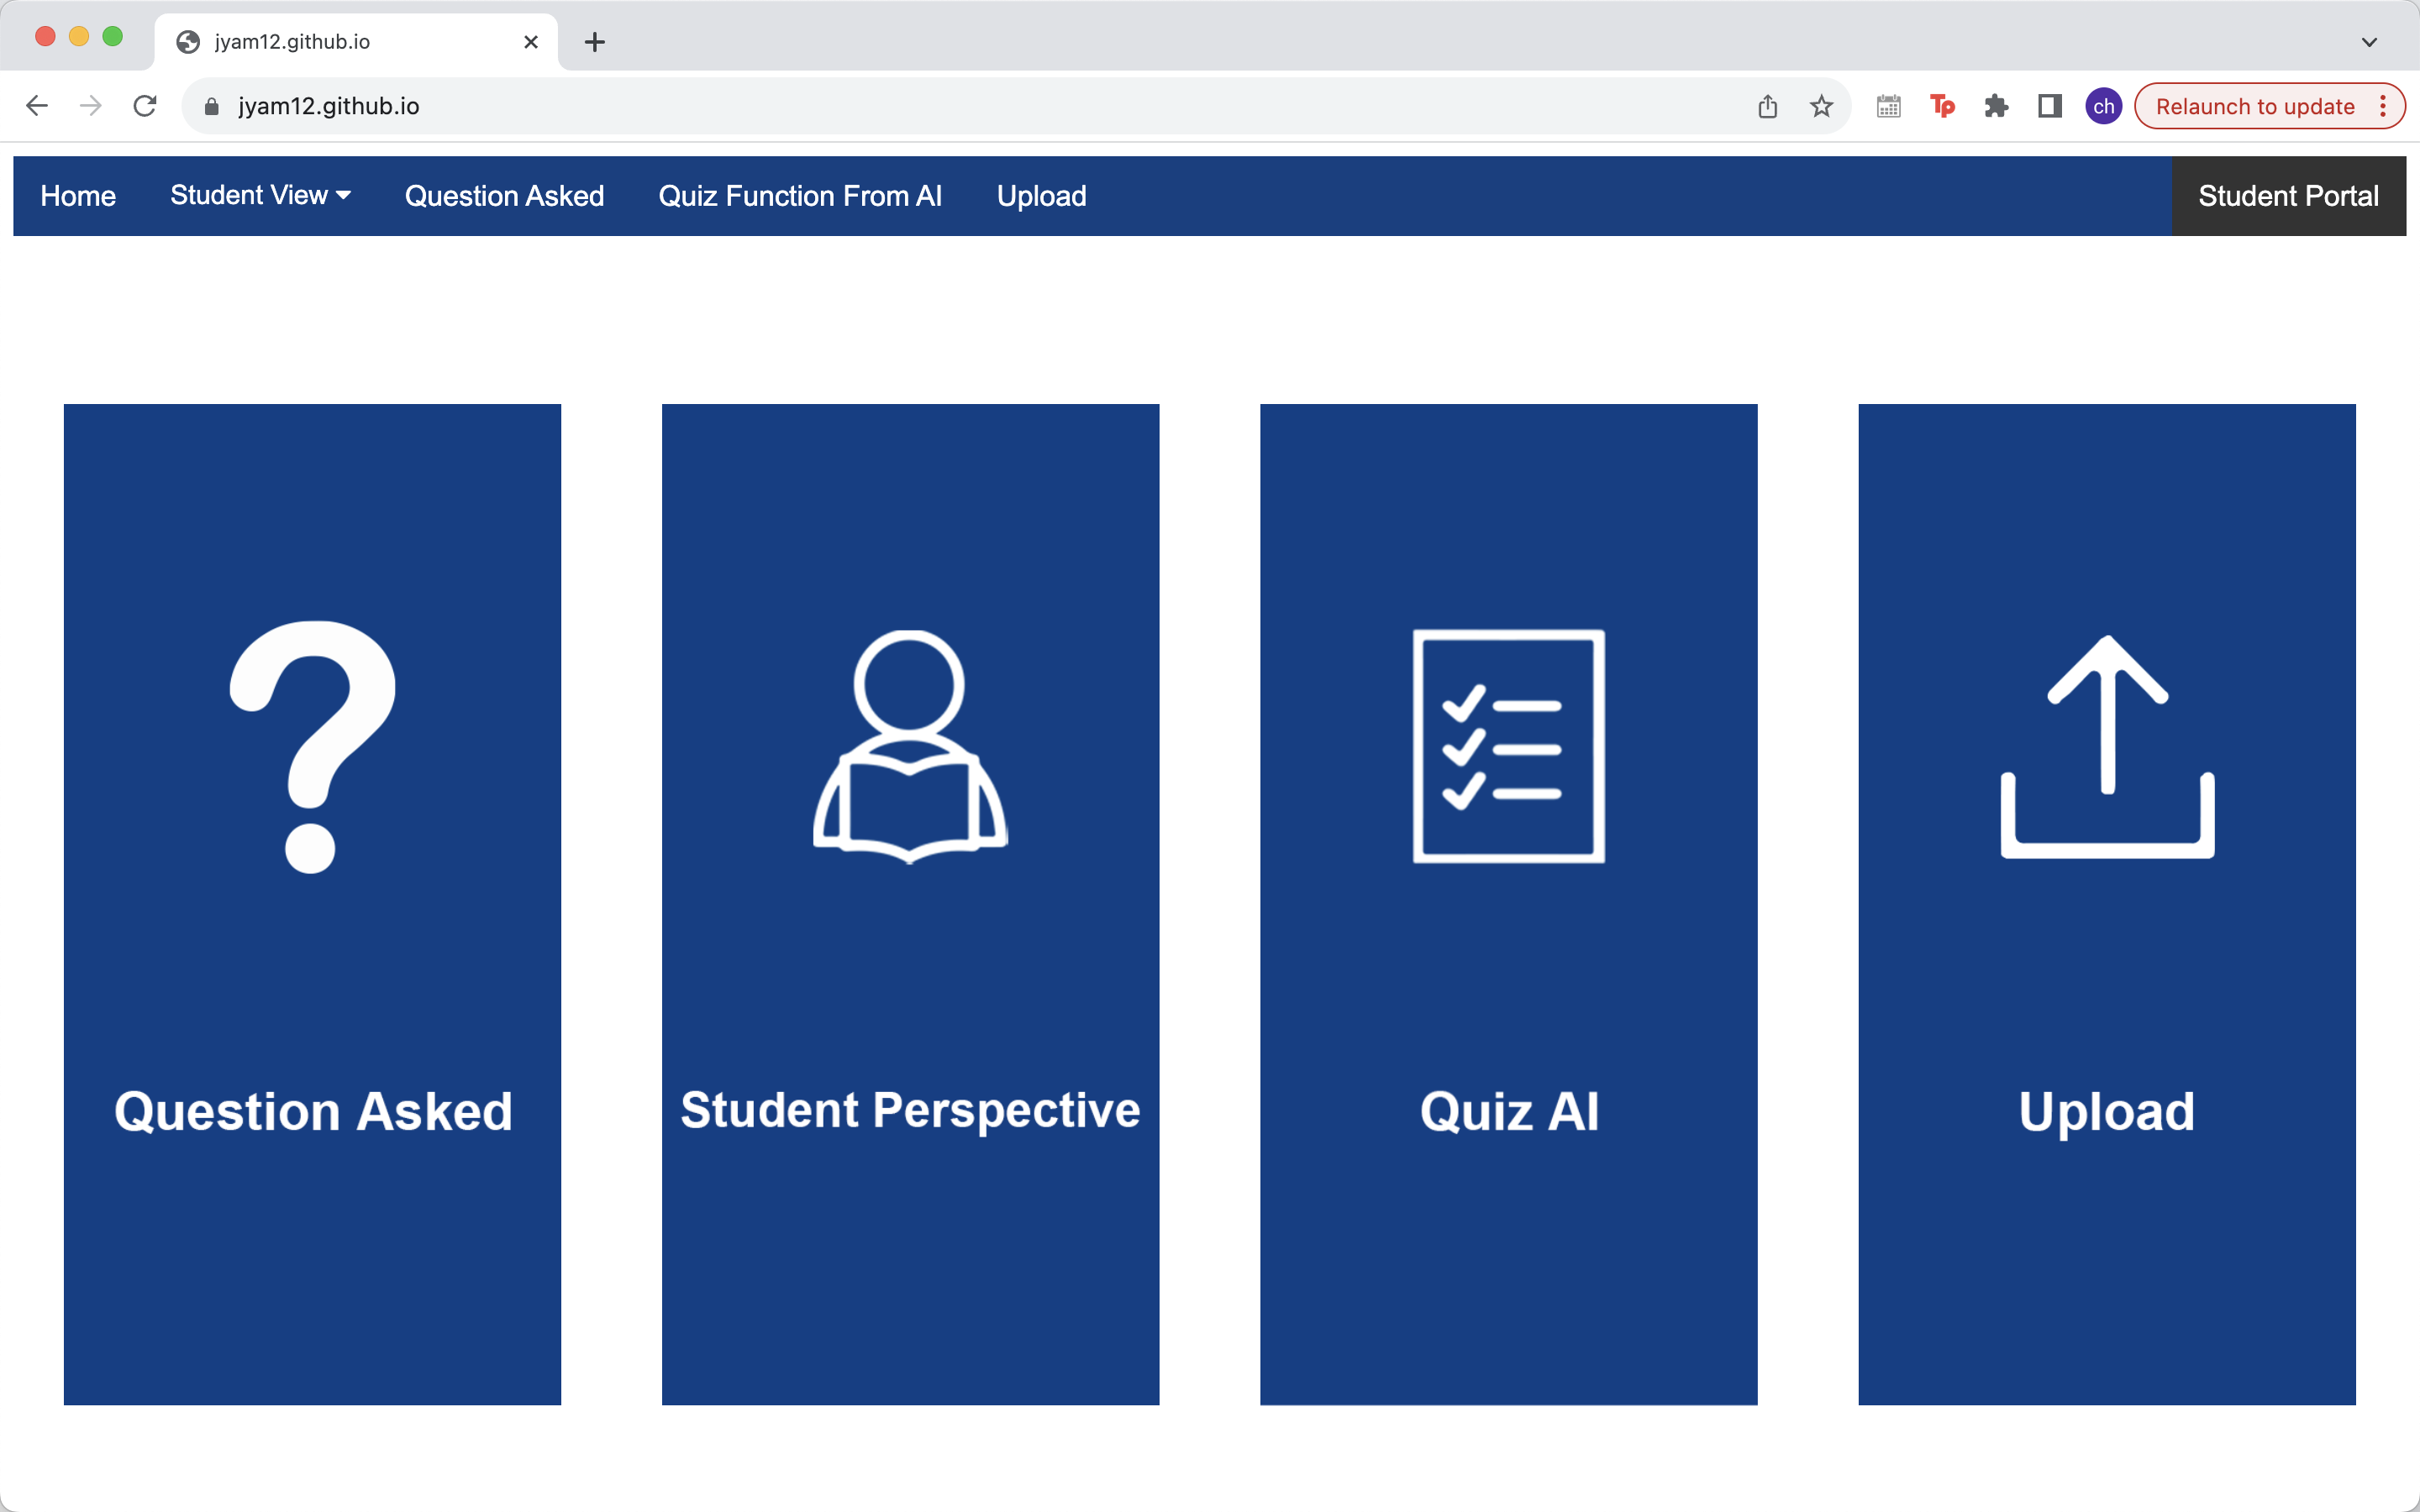 jyam12.github.io
jyam12.github.io
Tp
ch
Relaunch to update
Home Student View Question Asked Quiz Function From AI Upload Student Portal
Question Asked Student Perspective Quiz AI Upload